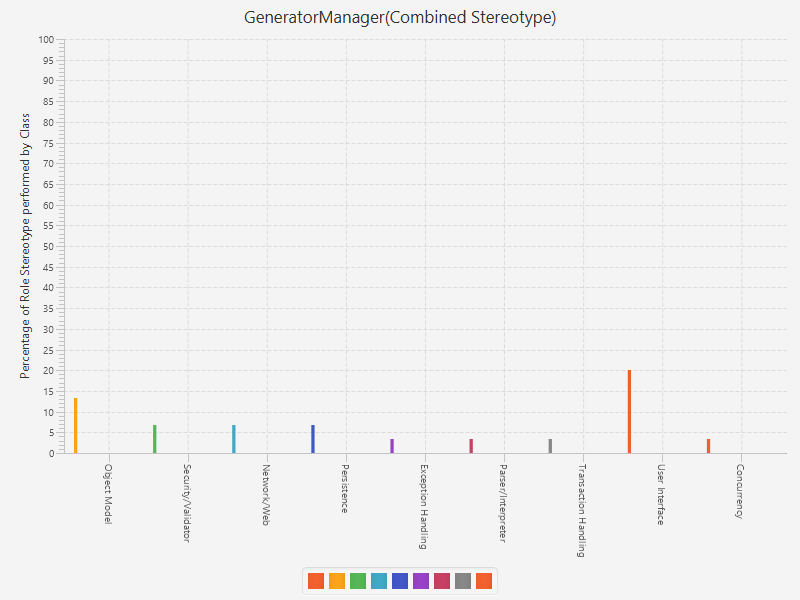 GeneratorManager(Combined Stereotype)
Percentage of Role Stereotype performed by Class
100
95
90
85
80
75
70
65
60
55
50
45
40
35
30
25
20
15
10
5
0
Object Model
Security/Validator
Network/Web
Persistence
Exception Handling
Parser/Interpreter
Transaction Handling
User Interface
Concurrency